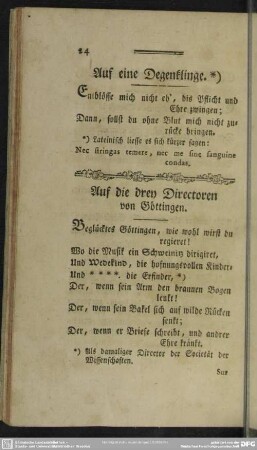 24
Auf eine Degenklinge. *)
Entblösse mich nicht eh', bis Pflicht und
Ehre zwingen;
Dann, sollst du ohne Blut mich nicht zu-
rücke bringen.
*) Lateinisch liesse es sich kürzer sagen:
Nec stringas temere, nec me sine sanguine
condas.
Auf die drey Directoren
von Göttingen.
Beglücktes Göttingen, wie wohl wirst du
regieret!
Wo die Musik ein Schweinitz dirigiret,
Und Wedekind, die hofnungsvollen Kinder,
Und * * * *. die Erfinder, *)
Der, wenn sein Arm den braunen Bogen
lenkt!
Der, wenn sein Bakel sich auf wilde Rücken
senkt;
Der, wenn er Briefe schreibt, und andrer
Ehre kränkt.
*) Als damaliger Director der Societät der
Wissenschaften.
DFG